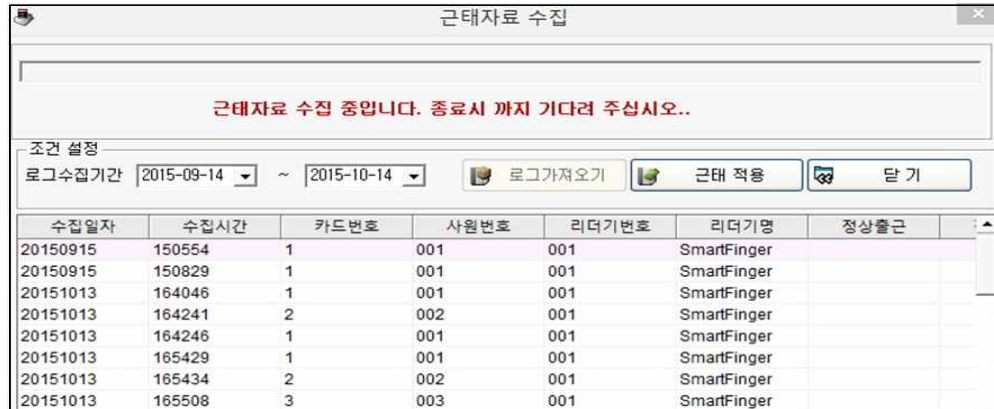 근태자료 수집
근태자료 수집 중입니다. 종료시 까지 기다려 주십시오..
조건 설정
로그수집기간 2015-09-14 ~ 2015-10-14 로그가져오기 근태 적용 닫 기
수집일자 수집시간 카드번호 사원번호 리더기번호 리더기명 정상출근
20150915 150554 1 001 001 SmartFinger
20150915 150829 1 001 001 SmartFinger
20151013 164046 1 001 001 SmartFinger
20151013 164241 2 002 001 SmartFinger
20151013 164246 1 001 001 SmartFinger
20151013 165429 1 001 001 SmartFinger
20151013 165434 2 002 001 SmartFinger
20151013 165508 3 003 001 SmartFinger